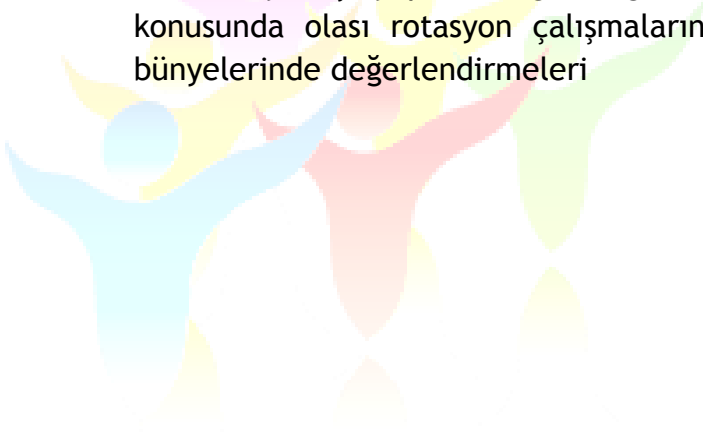 konusunda olası rotasyon çalışmaların
bünyelerinde değerlendirmeleri